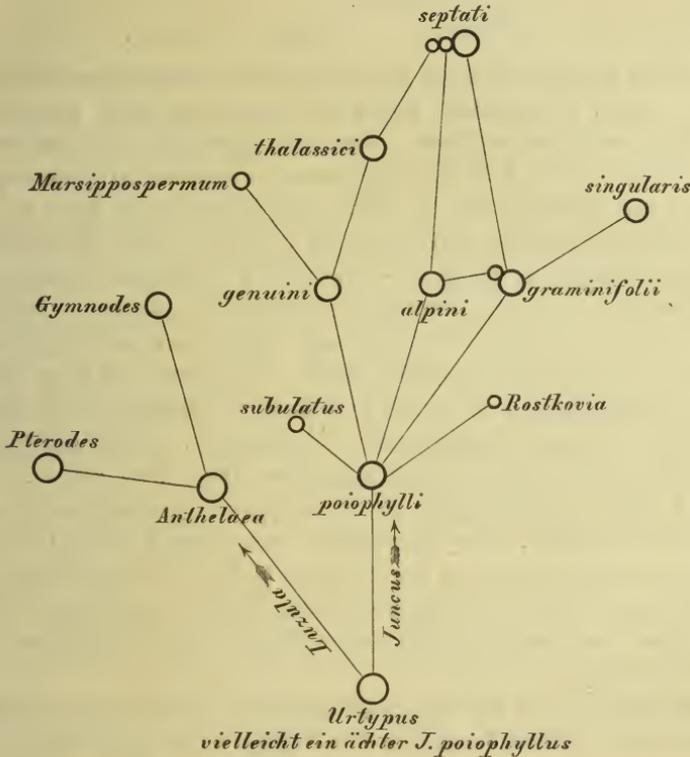 septati
thalassici
Marsippospermum
singularis
genuini
alpini
graminifolii
Gymnodes
subulatus
Rostkovia
Pterodes
Anthelaea
poiophylli
Luzula
Juncus
Urtypus
vielleicht ein ächter J. poiophyllus